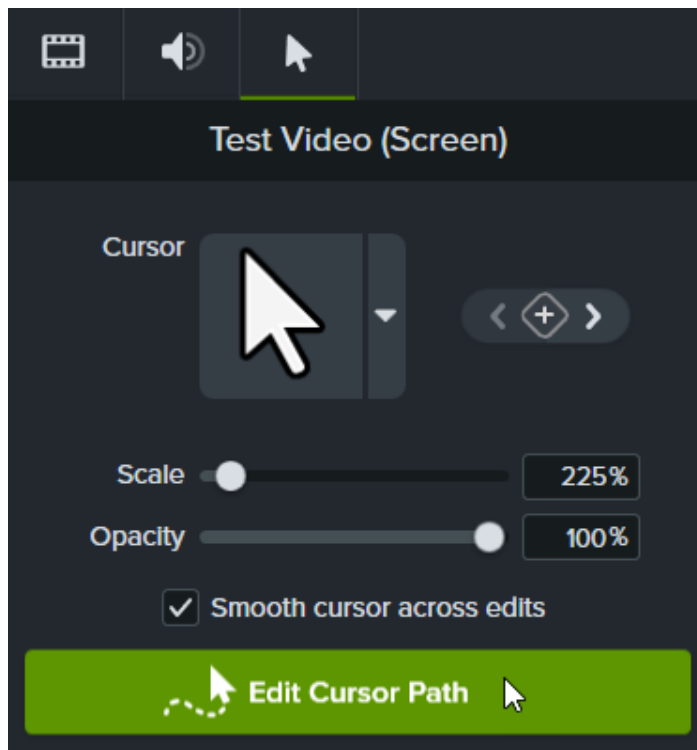 Test Video (Screen)
Cursor
Scale 225%
Opacity 100%
Smooth cursor across edits
Edit Cursor Path